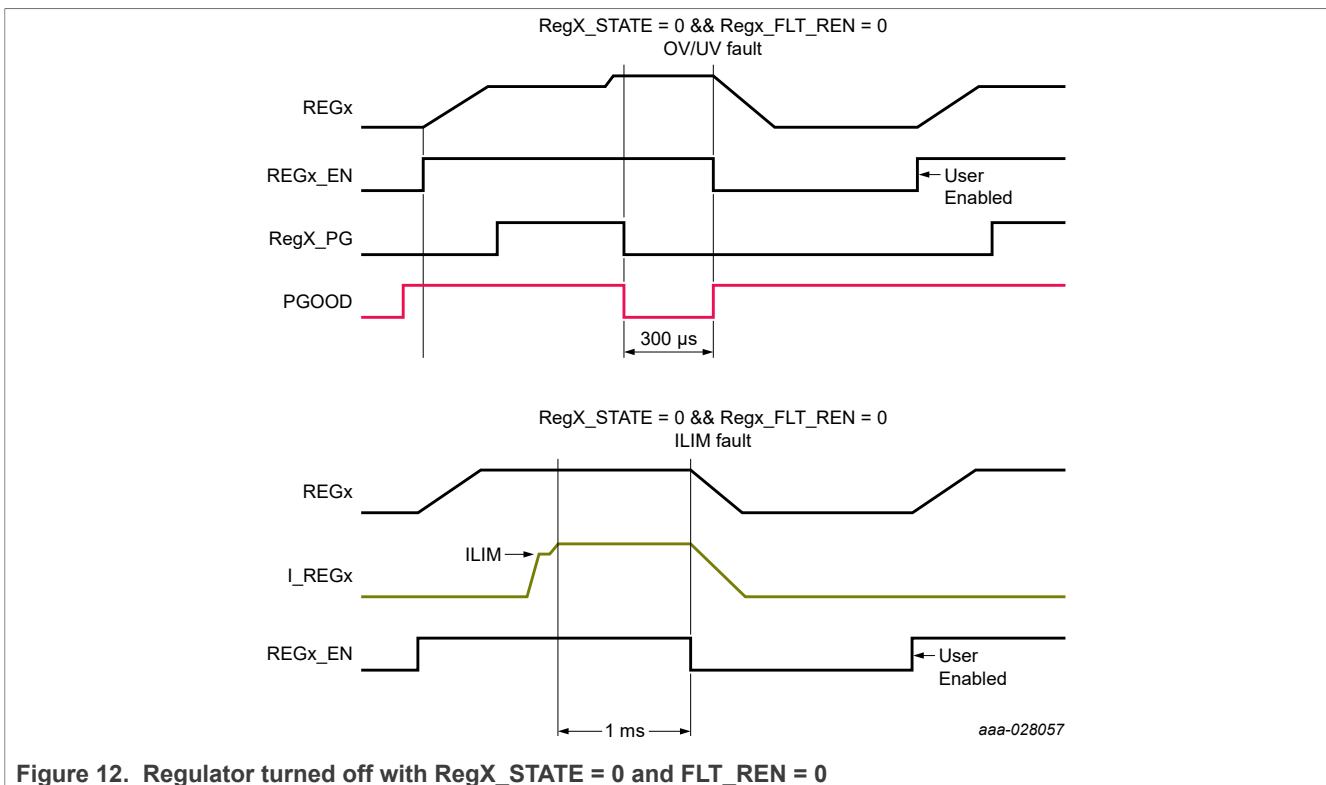 RegX_STATE = 0 && Regx_FLT_REN = 0
OV/UV fault
REGx
REGx_EN
User
Enabled
RegX_PG
PGOOD
300 µs
RegX_STATE = 0 && Regx_FLT_REN = 0
ILIM fault
REGx
ILIM
I_REGx
REGx_EN
User
Enabled
1 ms
aaa-028057
Figure 12. Regulator turned off with RegX_STATE = 0 and FLT_REN = 0